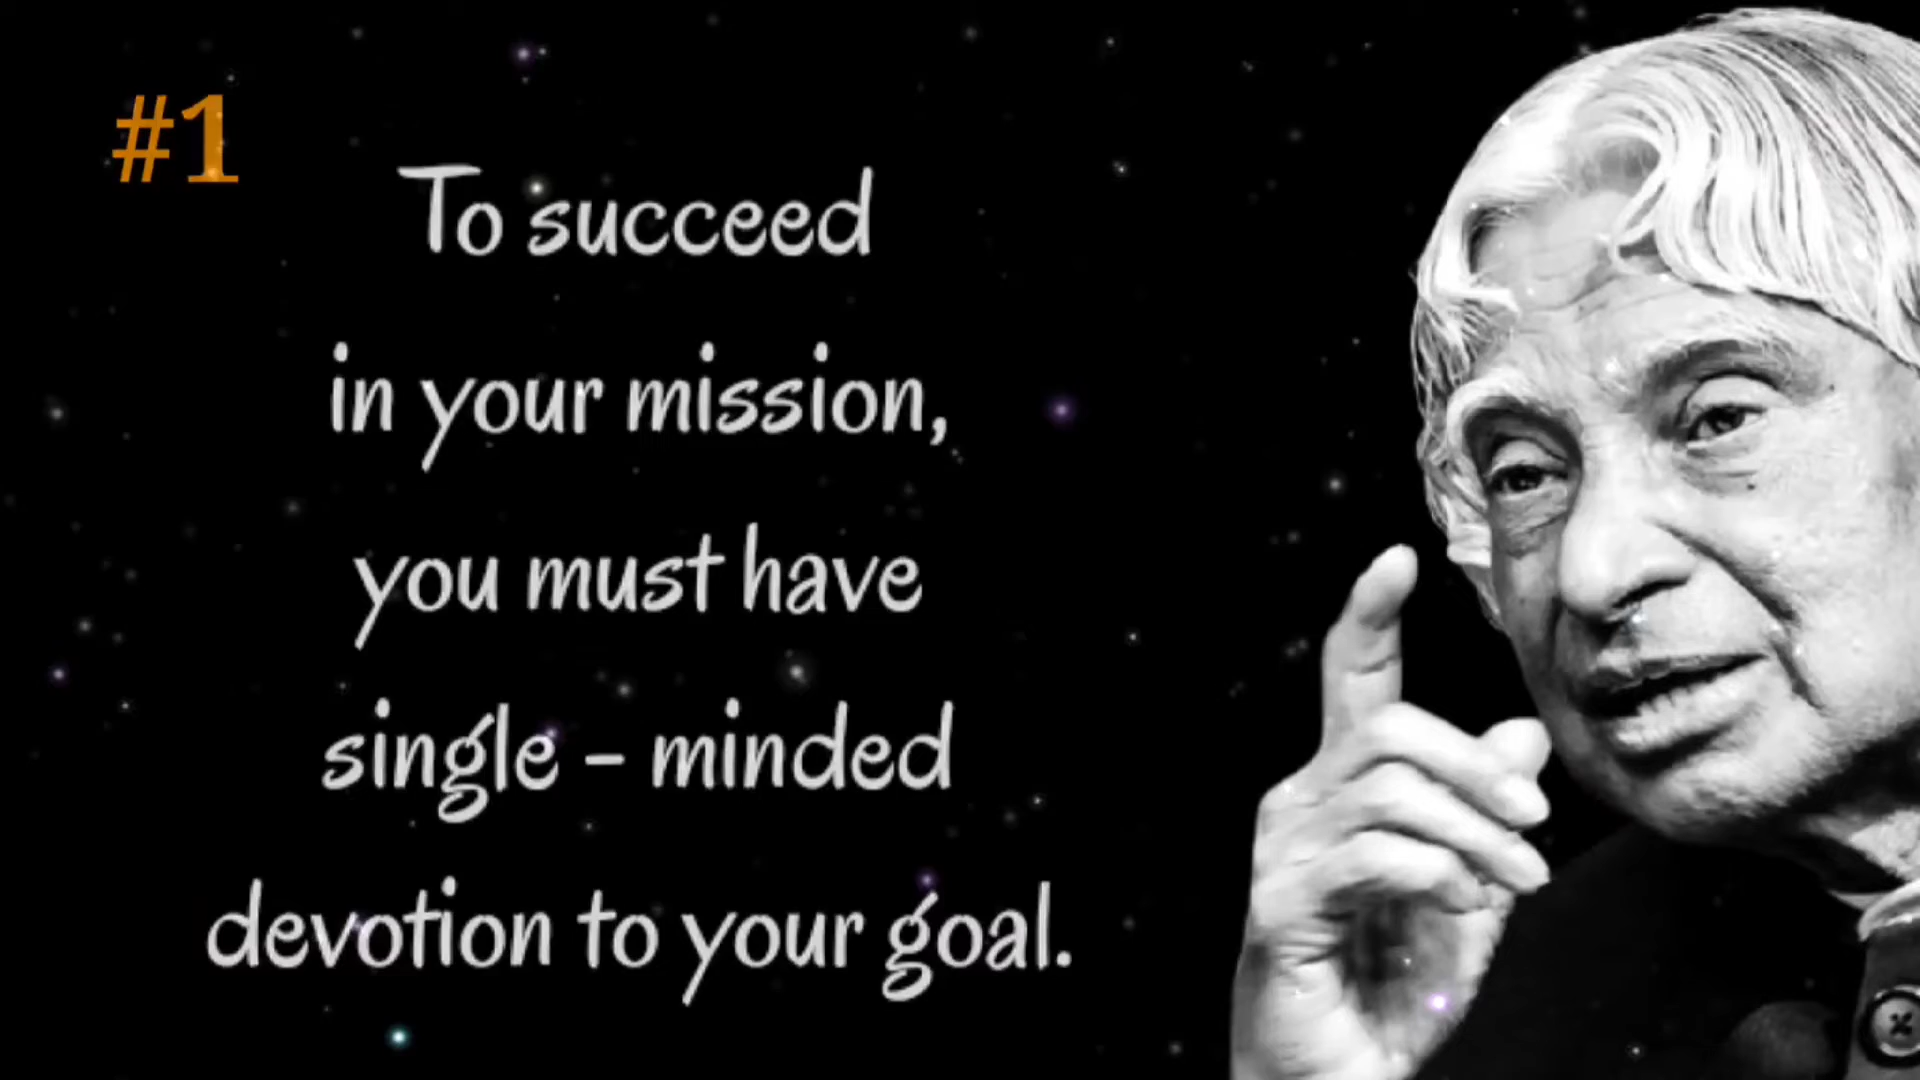 #1
To succeed
in your mission,
you must have
single – minded
devotion to your goal.